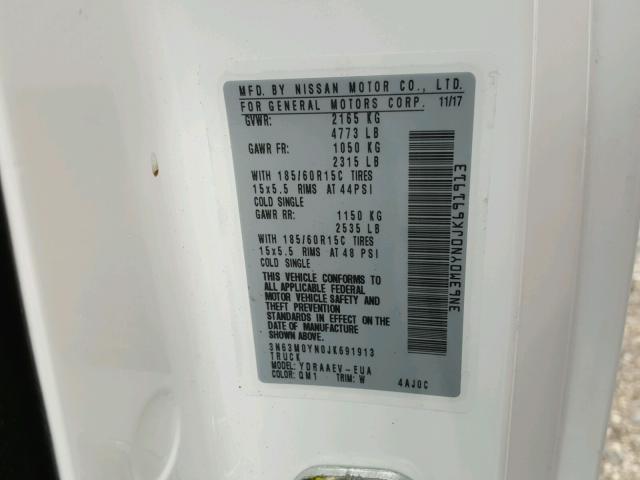 MFD. BY NISSAN MOTOR CO., LTD.
FOR GENERAL MOTORS CORP. 11/17
GVWR: 2165 KG
4773 LB
GAWR FR: 1050 KG
2315 LB
WITH 185/60R15C TIRES
15x5.5 RIMS AT 44PSI
COLD SINGLE
GAWR RR: 1150 KG
2535 LB
WITH 185/60R15C TIRES
15x5.5 RIMS AT 48 PSI
COLD SINGLE
THIS VEHICLE CONFORMS TO
ALL APPLICABLE FEDERAL
MOTOR VEHICLE SAFETY AND
THEFT PREVENTION
STANDARDS IN EFFECT ON THE
DATE OF MANUFACTURE
SHOWN ABOVE.
3N63M0YN0JK691913
TRUCK
MODEL: YDRAAEV-EUA
COLOR: QM1 TRIM: W 4AJ0C
3N63M0YN0JK691913